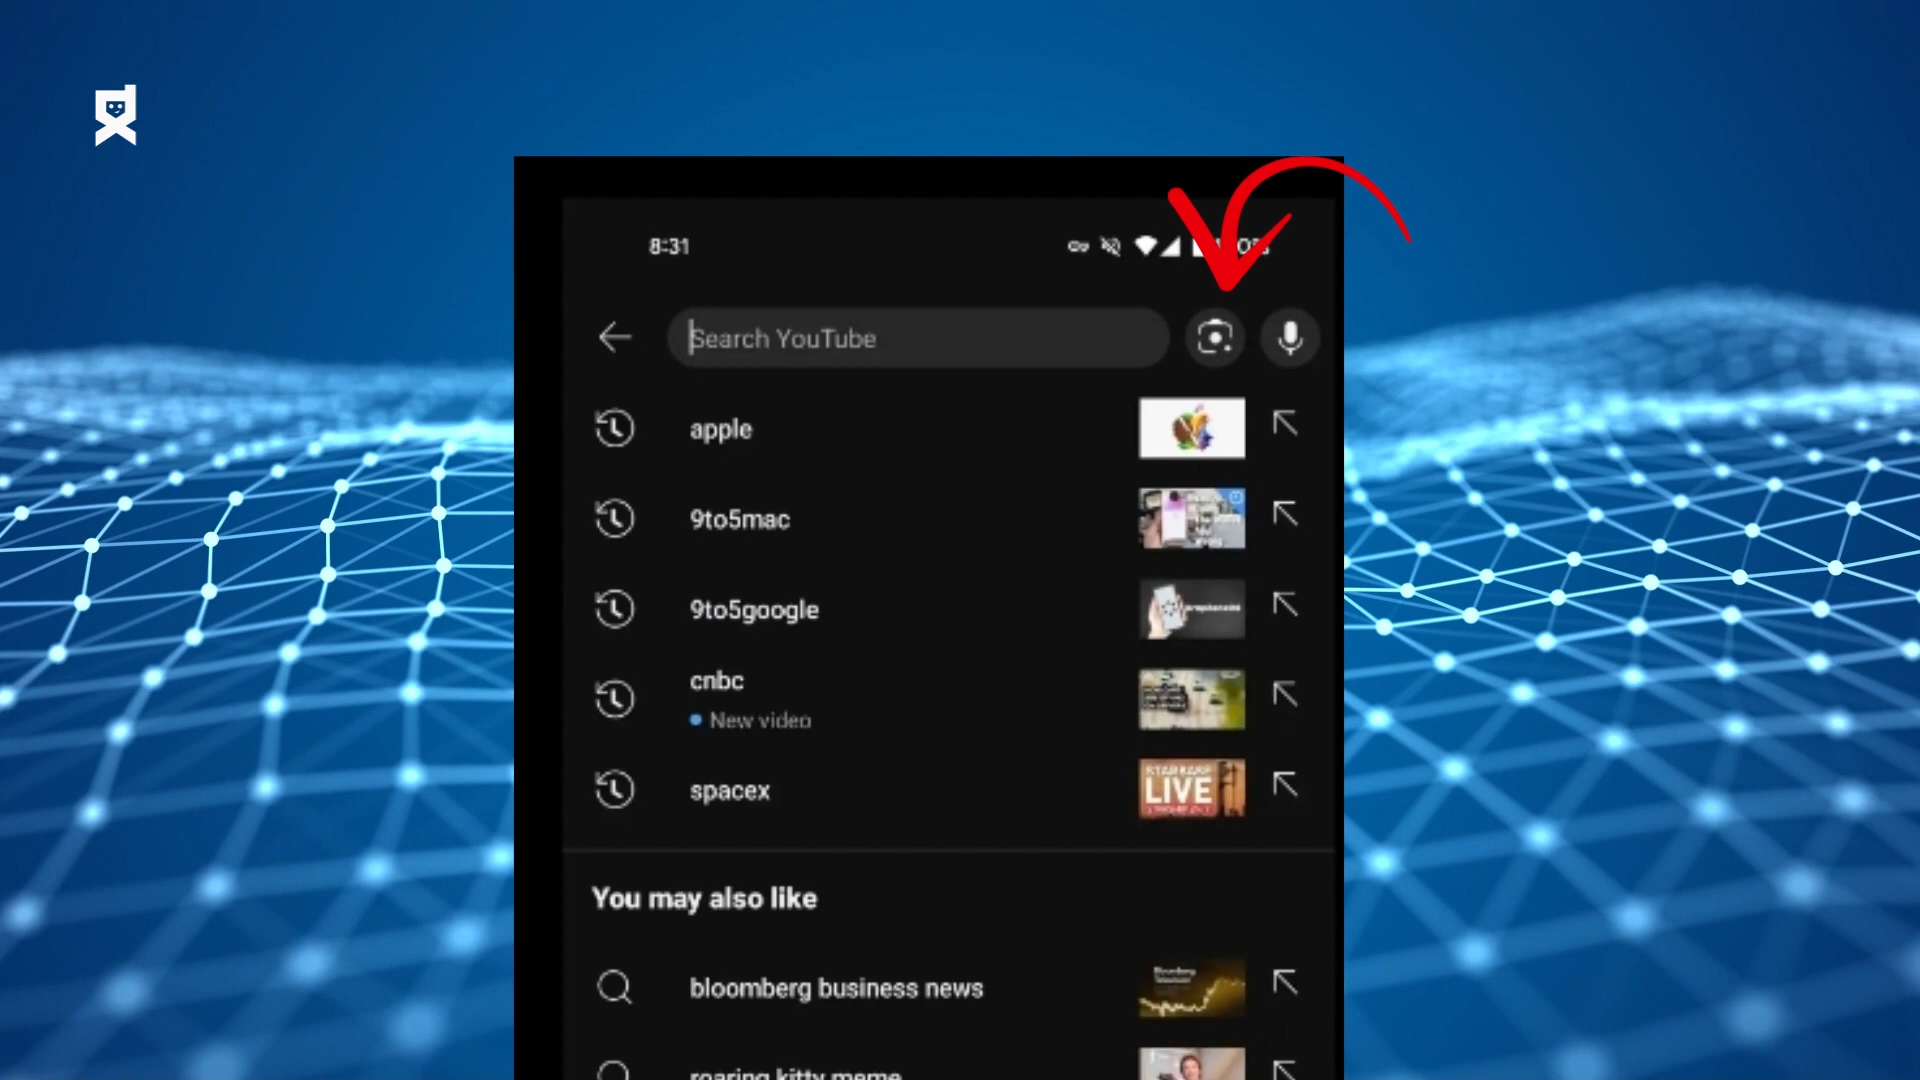 8:31
Search YouTube
apple
9to5mac
9to5google
cnbc
New video
spacex
LIVE
You may also like
bloomberg business news
Bloomberg
roaring kitty meme